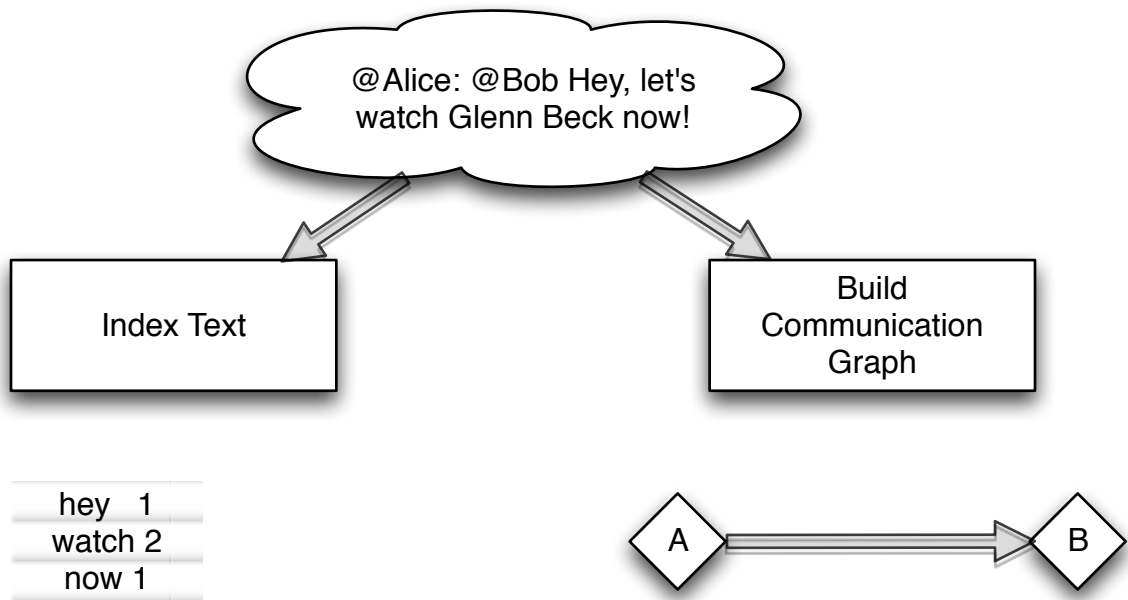 @Alice: @Bob Hey, let's
watch Glenn Beck now!
Index Text
Build
Communication
Graph
hey 1
watch 2
now 1
A
B